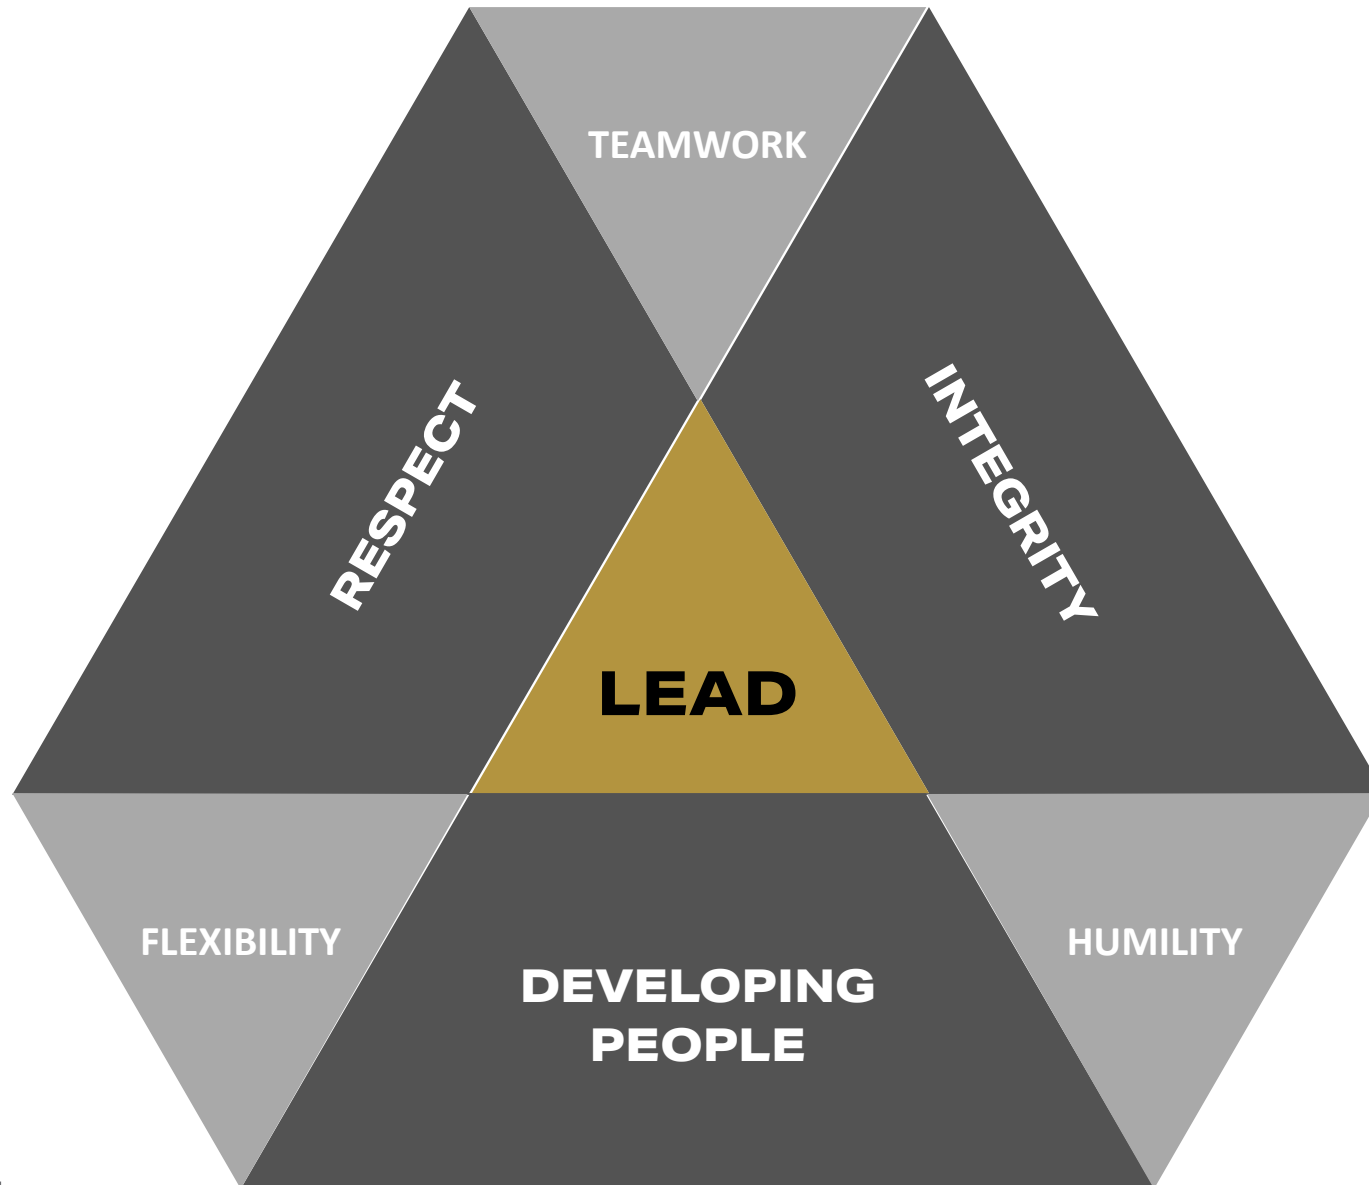 TEAMWORK
RESPECT
INTEGRITY
LEAD
FLEXIBILITY
HUMILITY
DEVELOPING
PEOPLE